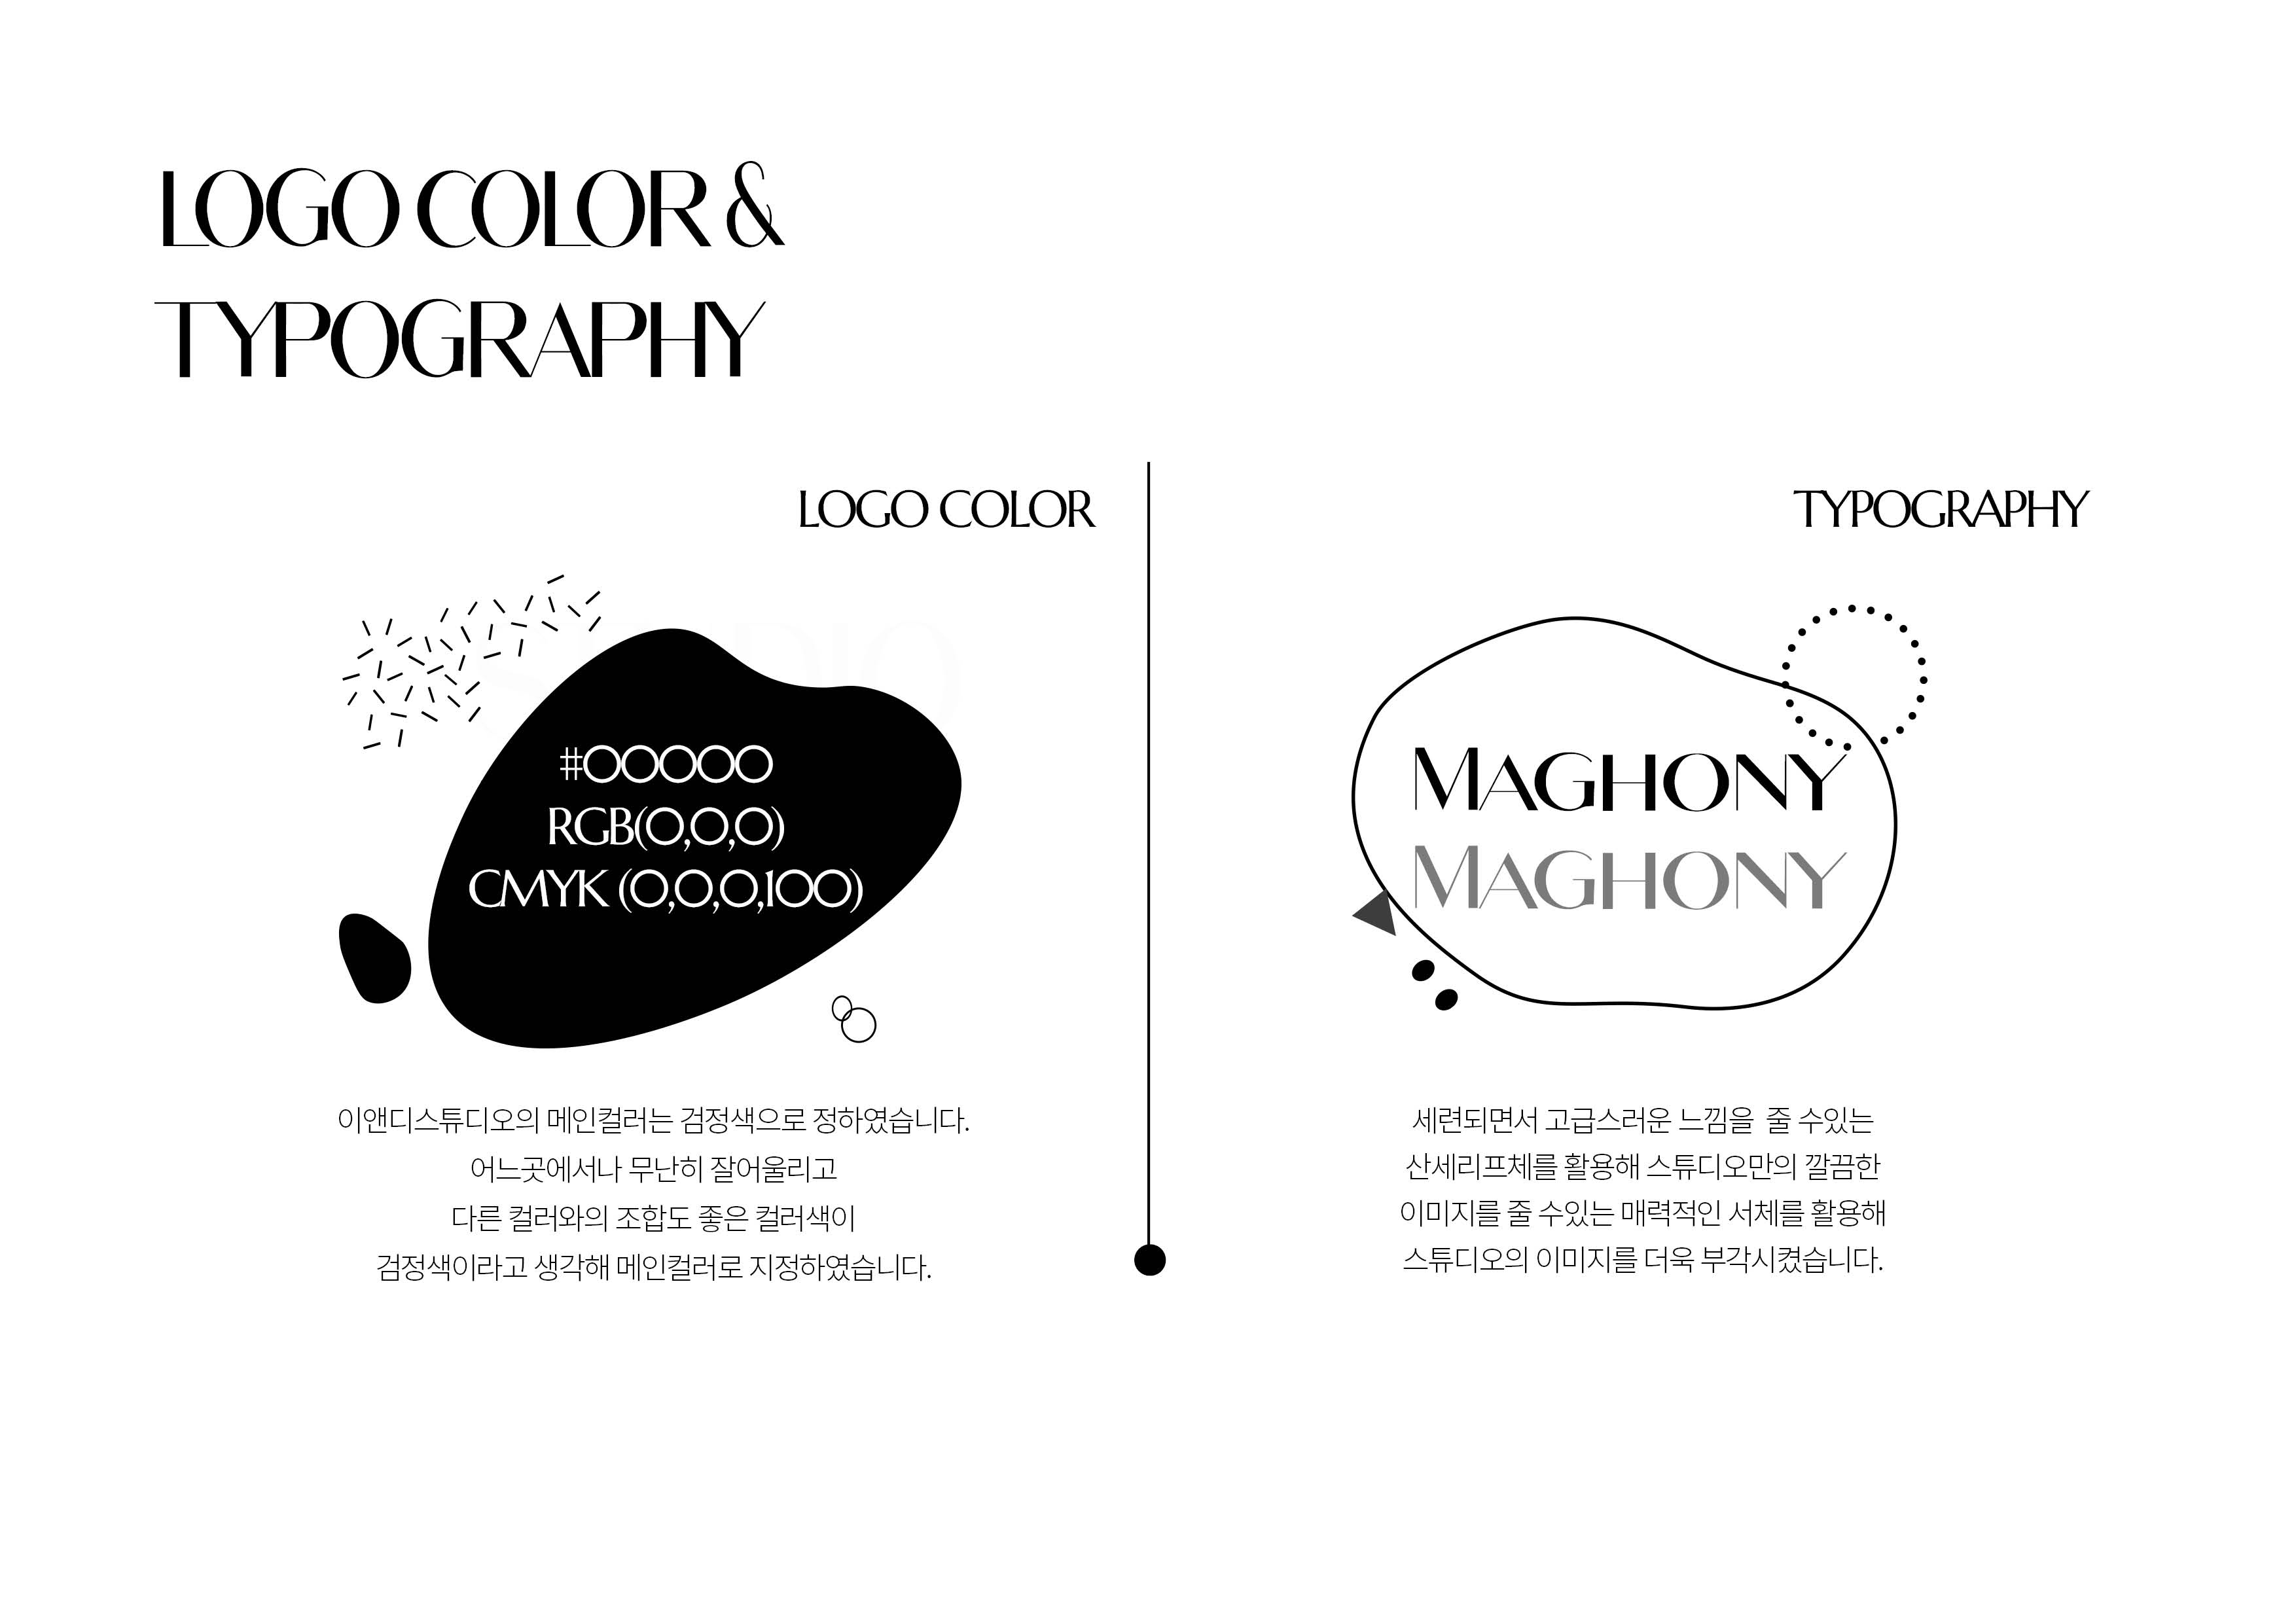 LOGO COLOR &
TYPOGRAPHY
LOGO COLOR
#00000
RGB(0,0,0)
CMYK (0,0,0,100)
이앤디스튜디오의 메인컬러는 검정색으로 정하였습니다.
어느곳에서나 무난히 잘어울리고
다른 컬러와의 조합도 좋은 컬러색이
검정색이라고 생각해 메인컬러로 지정하였습니다.
TYPOGRAPHY
MAGHONY
MAGHONY
세련되면서 고급스러운 느낌을 줄 수있는
산세리프체를 활용해 스튜디오만의 깔끔한
이미지를 줄 수있는 매력적인 서체를 활용해
스튜디오의 이미지를 더욱 부각시켰습니다.